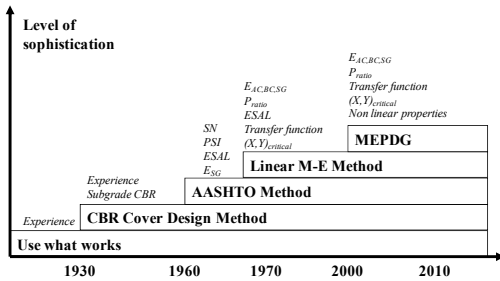 Level of
sophistication
E_AC,BC,SG
P_ratio
Transfer function
(X,Y)_critical
Non linear properties
MEPDG
E_AC,BC,SG
P_ratio
ESAL
Transfer function
(X,Y)_critical
Linear M-E Method
SN
PSI
ESAL
E_SG
AASHTO Method
Experience
Subgrade CBR
CBR Cover Design Method
Experience
Use what works
1930 1960 1970 2000 2010